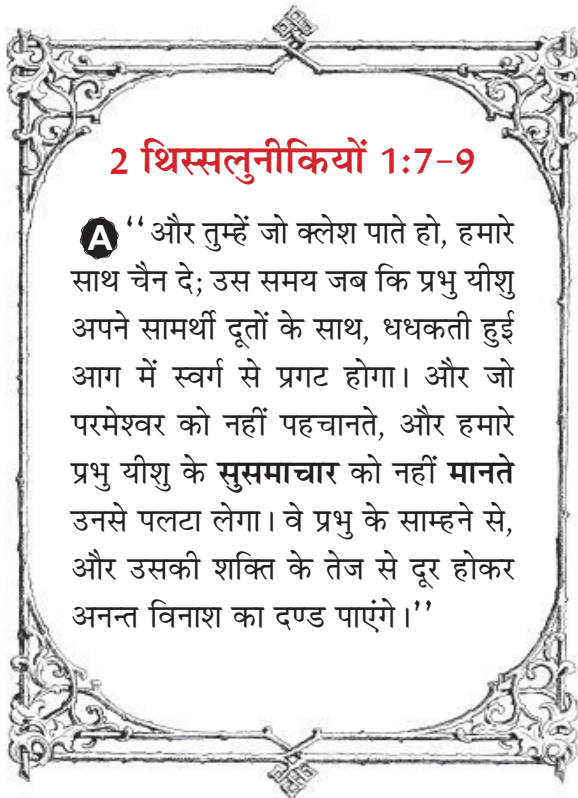 2 थिस्सलुनीकियों 1:7-9
A ‘‘और तुम्हें जो क्लेश पाते हो, हमारे
साथ चैन दे; उस समय जब कि प्रभु यीशु
अपने सामर्थी दूतों के साथ, धधकती हुई
आग में स्वर्ग से प्रगट होगा। और जो
परमेश्वर को नहीं पहचानते, और हमारे
प्रभु यीशु के सुसमाचार को नहीं मानते
उनसे पलटा लेगा। वे प्रभु के साम्हने से,
और उसकी शक्ति के तेज से दूर होकर
अनन्त विनाश का दण्ड पाएंगे।’’